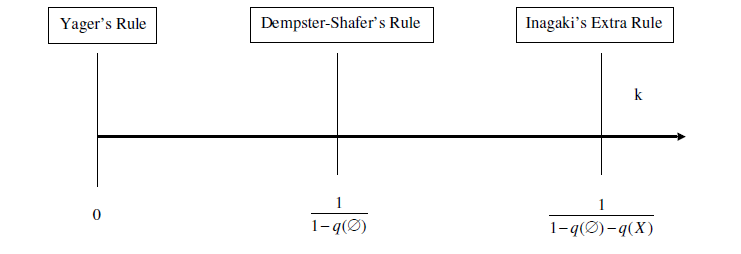 Yager's Rule
Dempster-Shafer's Rule
Inagaki's Extra Rule
k
0
1
1−q(∅)
1
1−q(∅)−q(X)